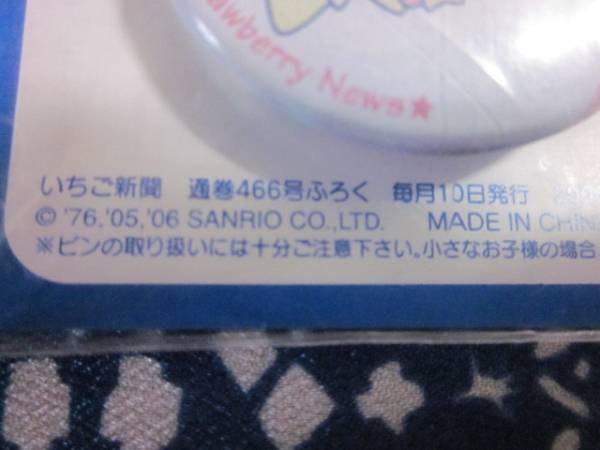 Strawberry News★
いちご新聞 通巻466号ふろく 毎月10日発行
© '76,'05,'06 SANRIO CO.,LTD. MADE IN CHINA
※ピンの取り扱いには十分ご注意下さい。小さなお子様の場合